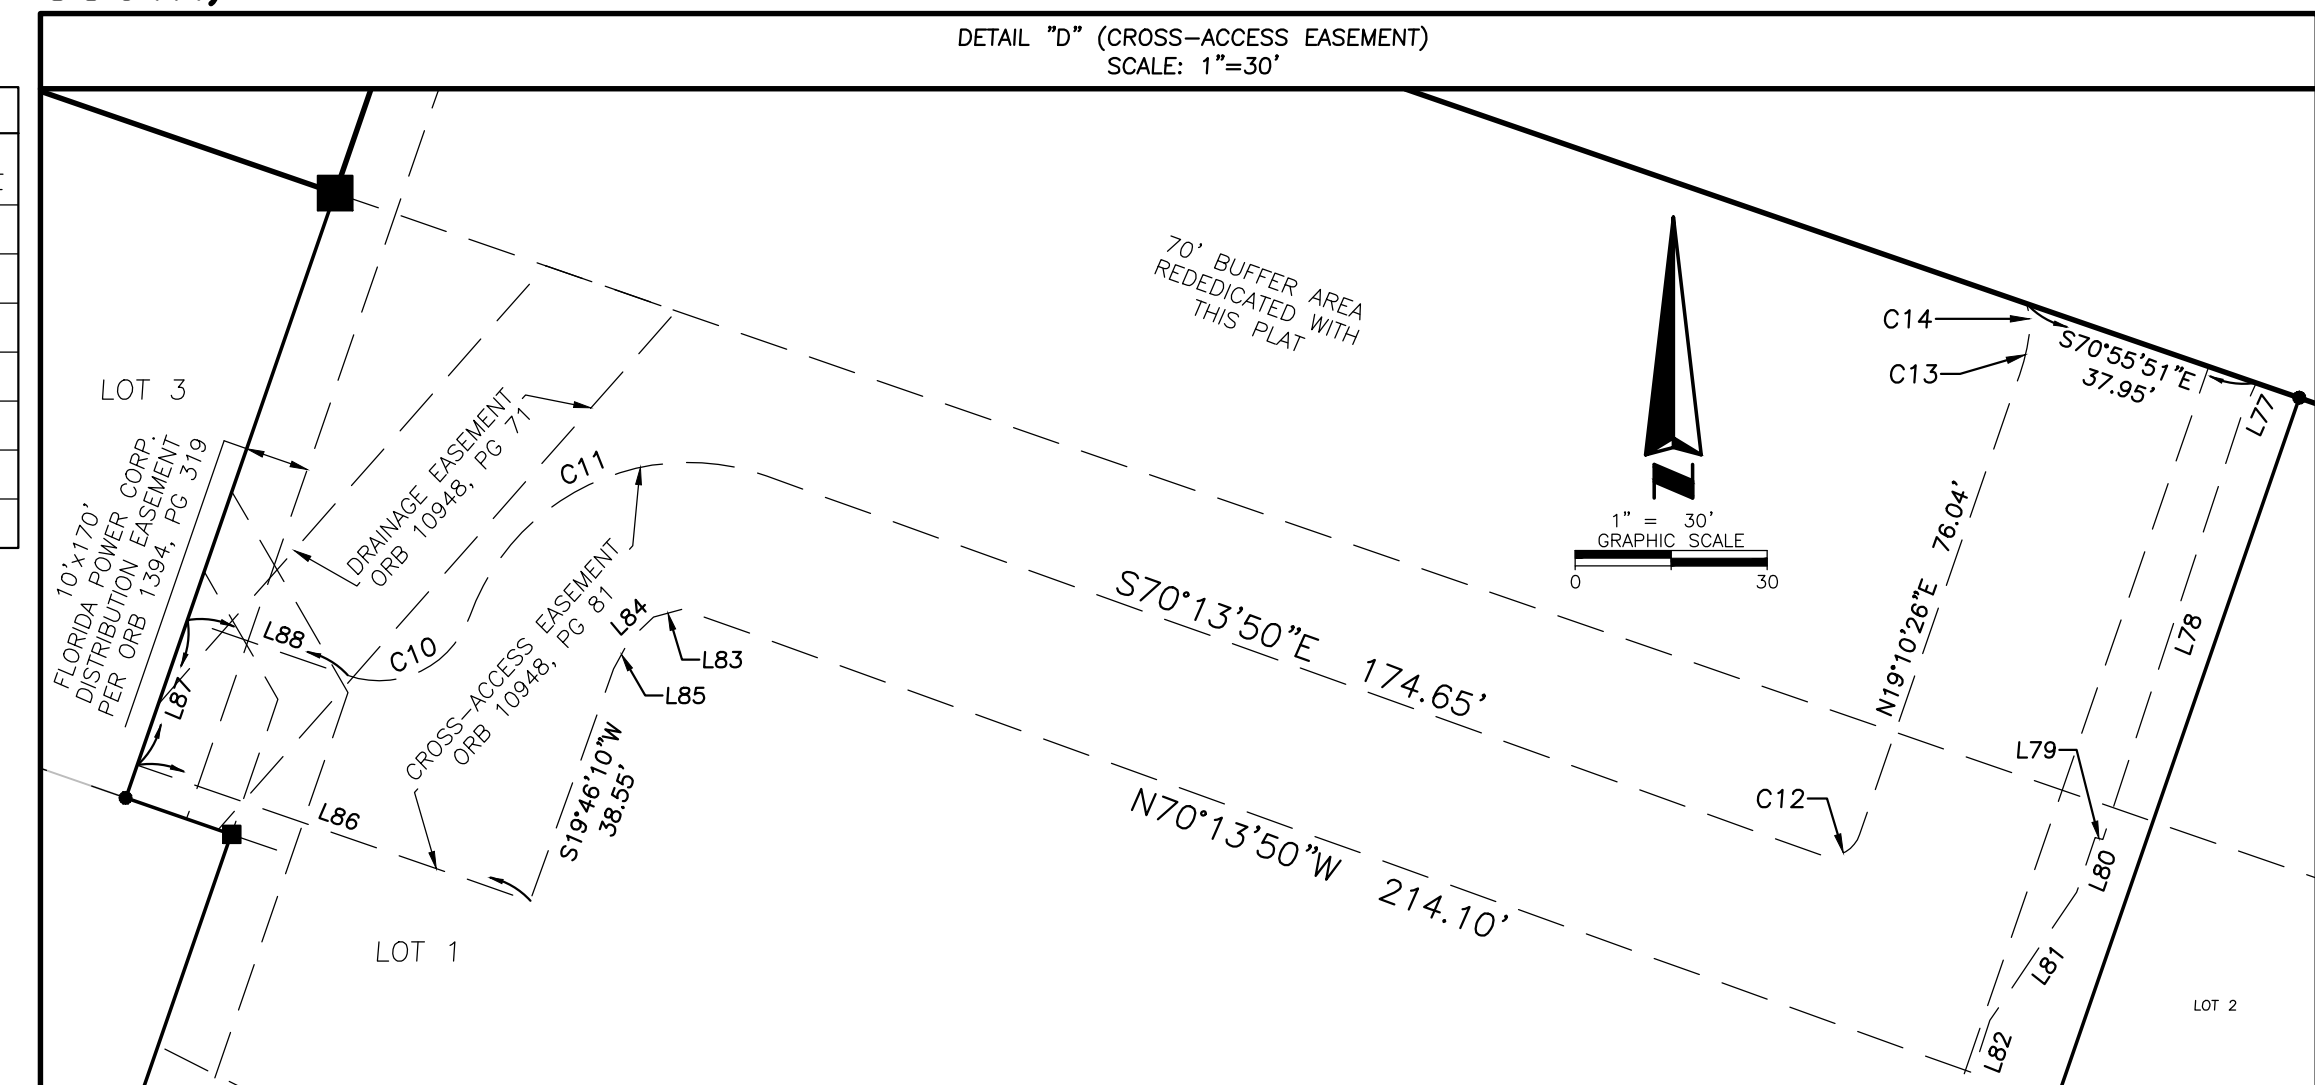 DETAIL "D" (CROSS-ACCESS EASEMENT)
SCALE: 1"=30'
70' BUFFER AREA
REDEDICATED WITH
THIS PLAT
C14
C13
S70°55'51"E
37.95'
L77
LOT 3
10'x170'
FLORIDA POWER CORP.
DISTRIBUTION EASEMENT
PER ORB 1394, PG 319
DRAINAGE EASEMENT
ORB 10948, PG 71
C11
N
1" = 30'
GRAPHIC SCALE
0 30
N19°10'26"E 76.04'
L78
L88
C10
CROSS-ACCESS EASEMENT
ORB 10948, PG 81
L84
L83
L85
S70°13'50"E 174.65'
L87
L86
S19°46'10"W
38.55'
N70°13'50"W 214.10'
L79
C12
L80
L81
L82
LOT 1
LOT 2